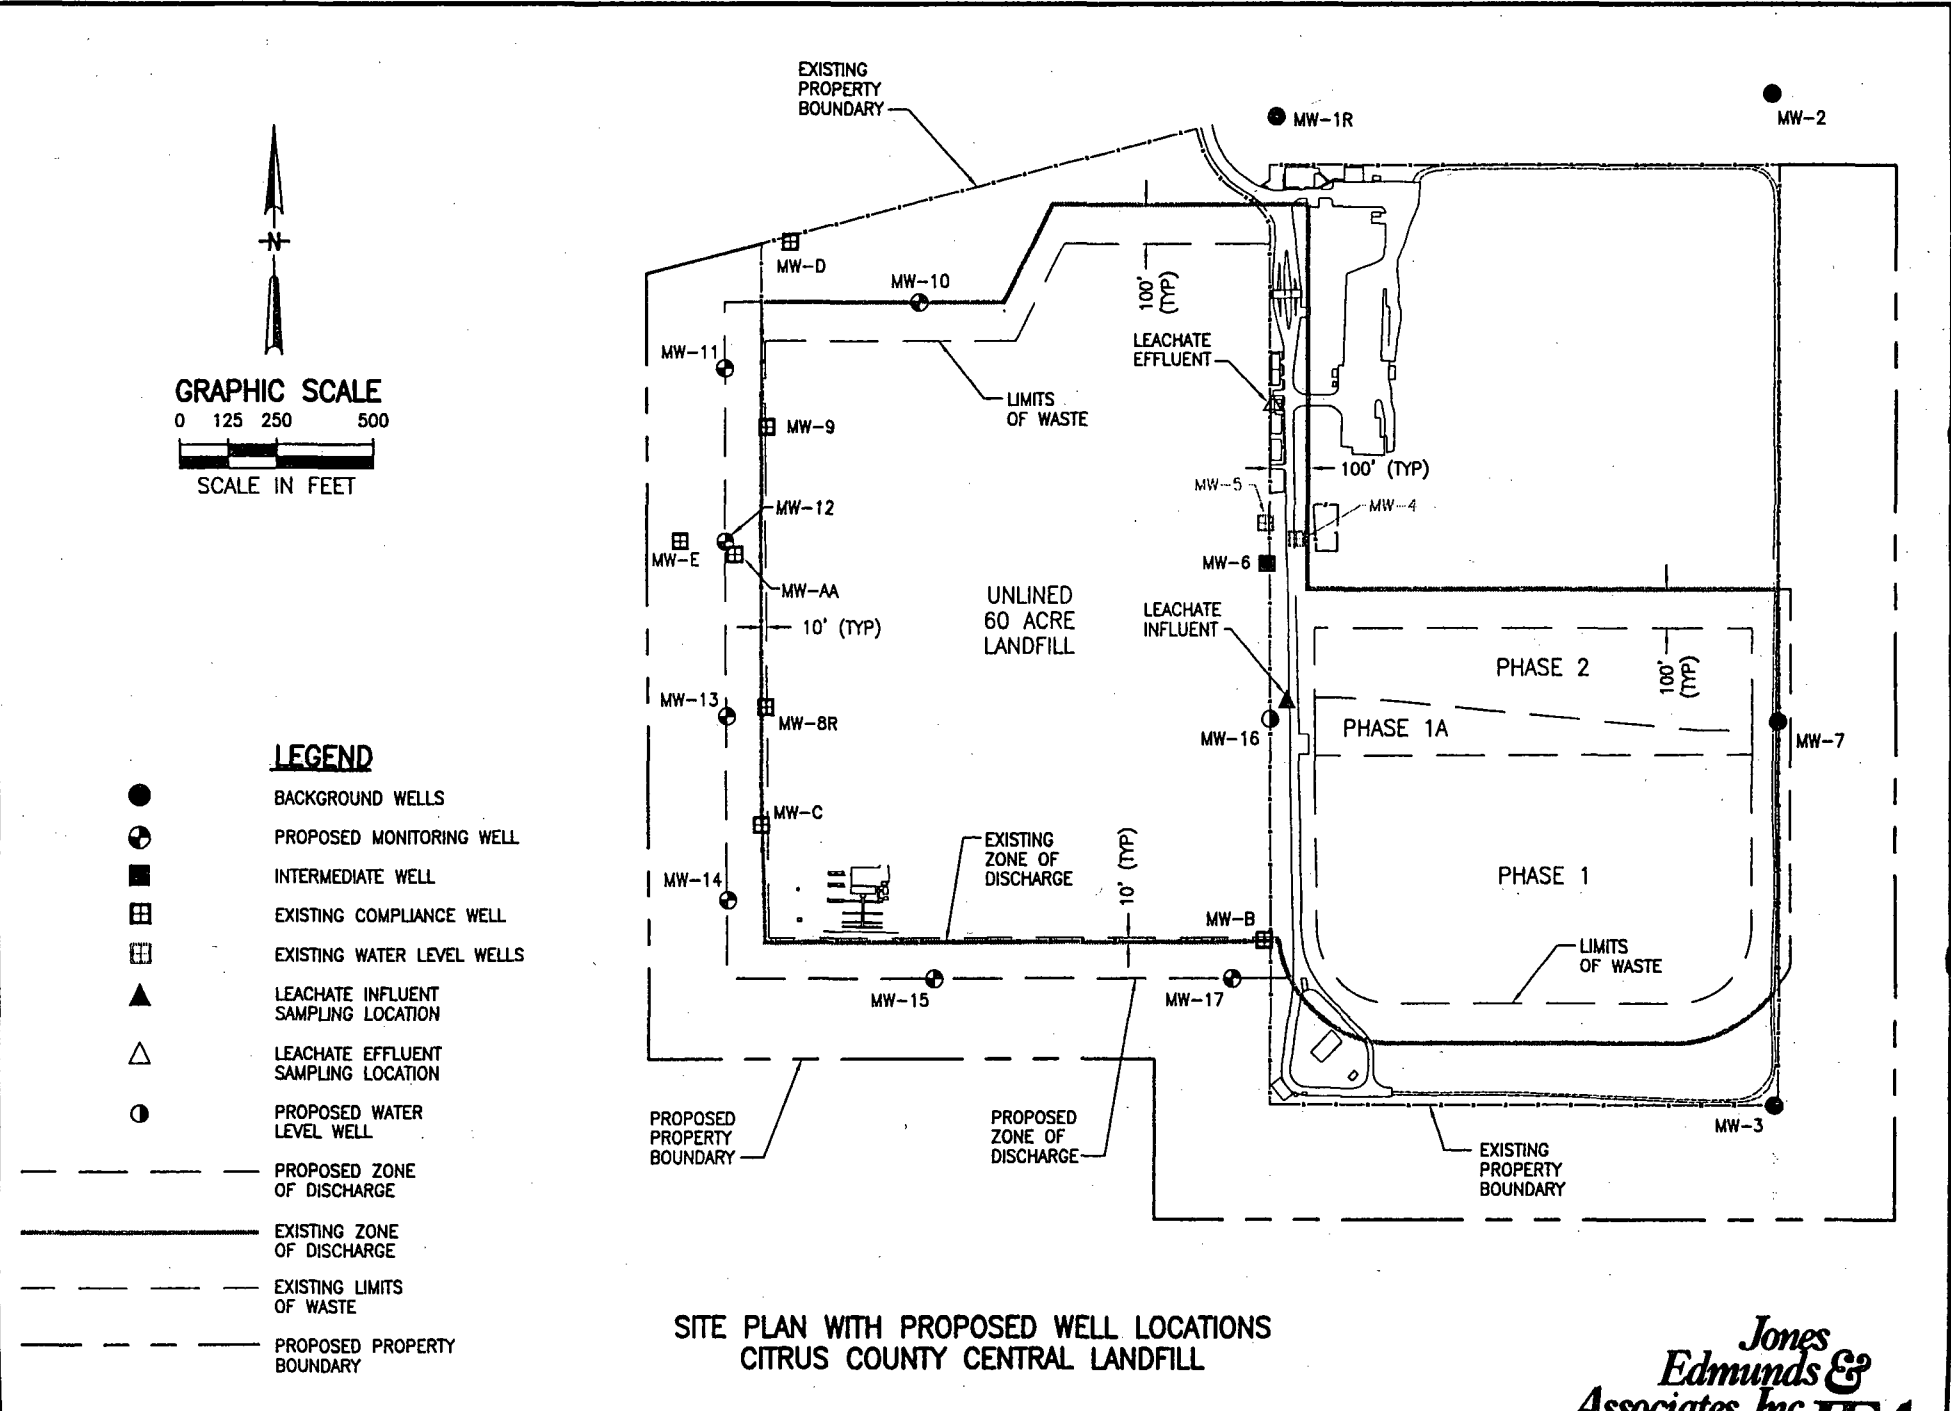 EXISTING
PROPERTY
BOUNDARY
MW-1R
MW-2
N
MW-D
MW-10
100'
(TYP)
MW-11
LEACHATE
EFFLUENT
GRAPHIC SCALE
0 125 250 500
SCALE IN FEET
LIMITS
OF WASTE
MW-9
100' (TYP)
MW-5
MW-4
MW-12
MW-E
MW-6
MW-AA
UNLINED
60 ACRE
LANDFILL
LEACHATE
INFLUENT
10' (TYP)
PHASE 2
100'
(TYP)
MW-13
MW-8R
MW-16
PHASE 1A
MW-7
MW-C
EXISTING
ZONE OF
DISCHARGE
10' (TYP)
PHASE 1
MW-14
MW-B
LIMITS
OF WASTE
MW-15
MW-17
PROPOSED
PROPERTY
BOUNDARY
PROPOSED
ZONE OF
DISCHARGE
MW-3
EXISTING
PROPERTY
BOUNDARY
LEGEND
BACKGROUND WELLS
PROPOSED MONITORING WELL
INTERMEDIATE WELL
EXISTING COMPLIANCE WELL
EXISTING WATER LEVEL WELLS
LEACHATE INFLUENT
SAMPLING LOCATION
LEACHATE EFFLUENT
SAMPLING LOCATION
PROPOSED WATER
LEVEL WELL
PROPOSED ZONE
OF DISCHARGE
EXISTING ZONE
OF DISCHARGE
EXISTING LIMITS
OF WASTE
PROPOSED PROPERTY
BOUNDARY
SITE PLAN WITH PROPOSED WELL LOCATIONS
CITRUS COUNTY CENTRAL LANDFILL
Jones
Edmunds &
Associates, Inc